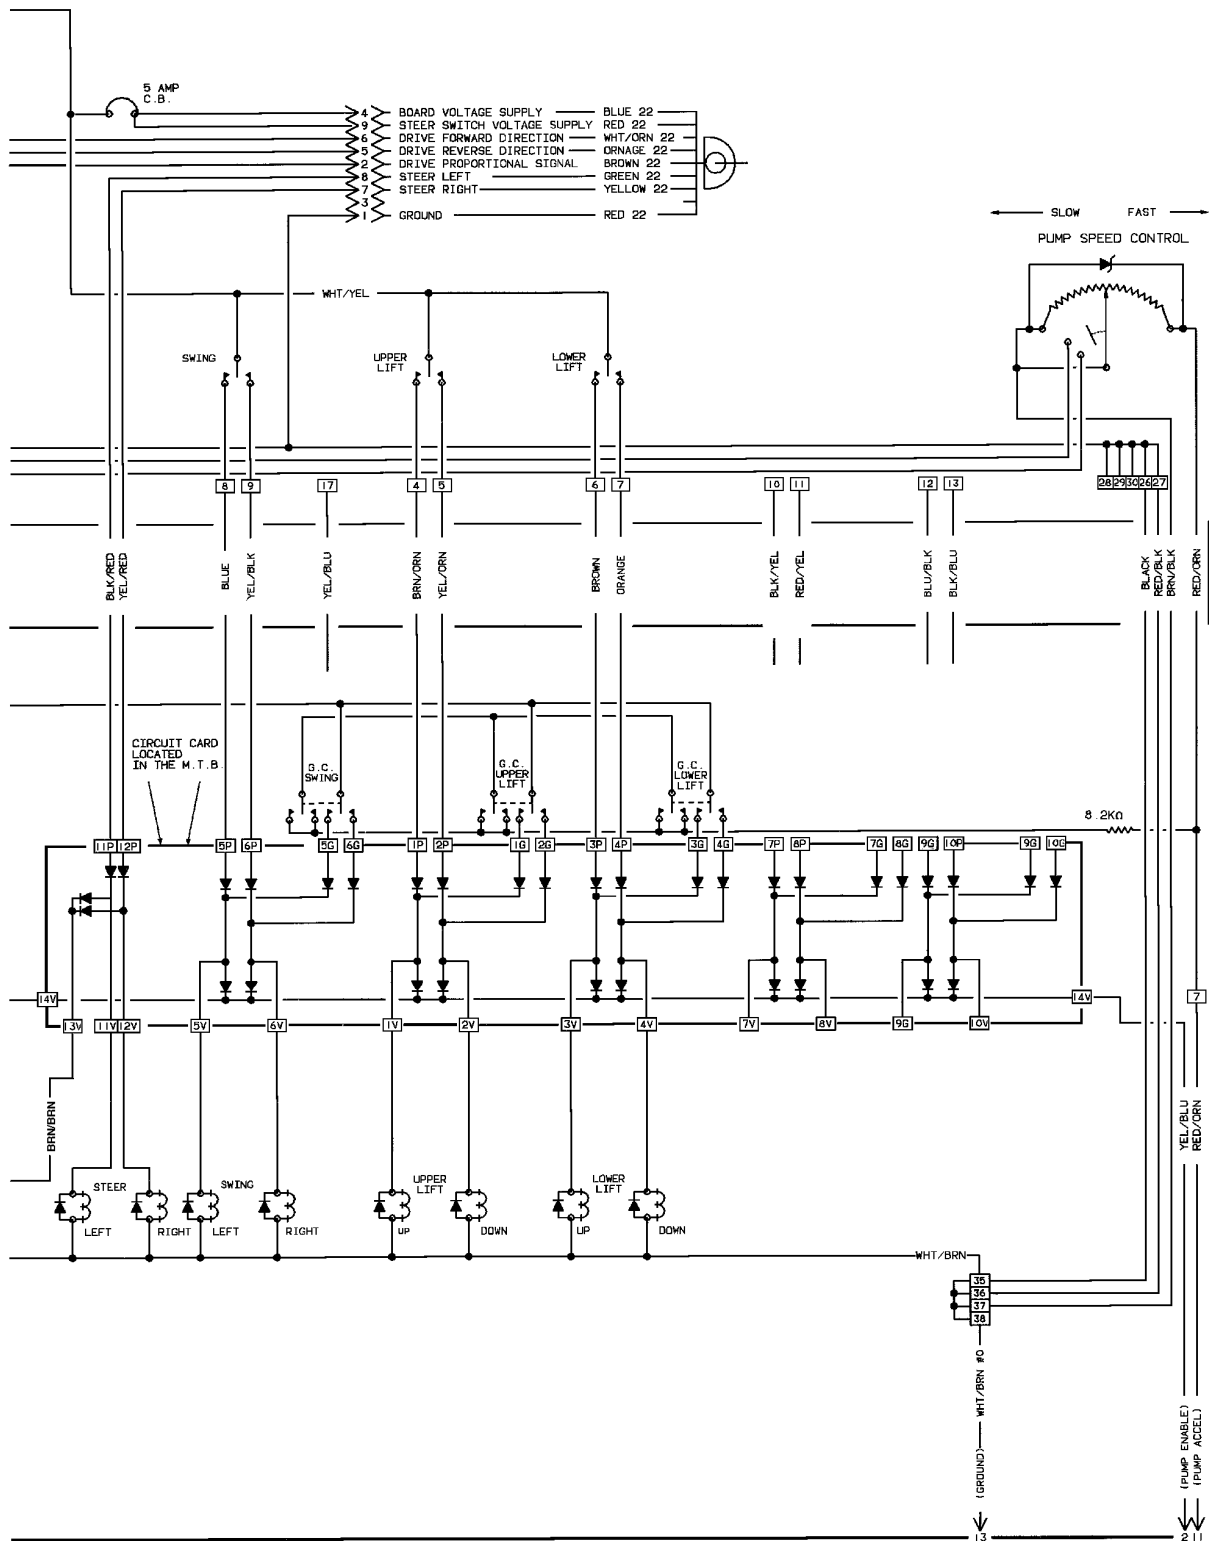 5 AMP
C.B.
4 BOARD VOLTAGE SUPPLY BLUE 22
9 STEER SWITCH VOLTAGE SUPPLY RED 22
6 DRIVE FORWARD DIRECTION WHT/ORN 22
5 DRIVE REVERSE DIRECTION ORNAGE 22
2 DRIVE PROPORTIONAL SIGNAL BROWN 22
8 STEER LEFT GREEN 22
7 STEER RIGHT YELLOW 22
3
1 GROUND RED 22
SLOW FAST
PUMP SPEED CONTROL
WHT/YEL
SWING
UPPER
LIFT
LOWER
LIFT
8 9 17 4 5 6 7 10 11 12 13 28 29 30 26 27
BLK/RED
YEL/RED
BLUE
YEL/BLK
YEL/BLU
BRN/ORN
YEL/ORN
BROWN
ORANGE
BLK/YEL
RED/YEL
BLU/BLK
BLK/BLU
BLACK
RED/BLK
BRN/BLK
RED/ORN
CIRCUIT CARD
LOCATED
IN THE M.T.B.
G.C.
SWING
G.C.
UPPER
LIFT
G.C.
LOWER
LIFT
8.2KΩ
11P 12P 5P 6P 5G 6G 1P 2P 1G 2G 3P 4P 3G 4G 7P 8P 7G 8G 9G 10P 9G 10G
14V 14V 7
13V 11V 12V 5V 6V 1V 2V 3V 4V 7V 8V 9G 10V
BRN/BRN
YEL/BLU
RED/ORN
STEER
LEFT
RIGHT
SWING
LEFT
RIGHT
UPPER
LIFT
UP
DOWN
LOWER
LIFT
UP
DOWN
WHT/BRN
35
36
37
38
WHT/BRN #0
(GROUND)
(PUMP ENABLE)
(PUMP ACCEL)
13 2 11